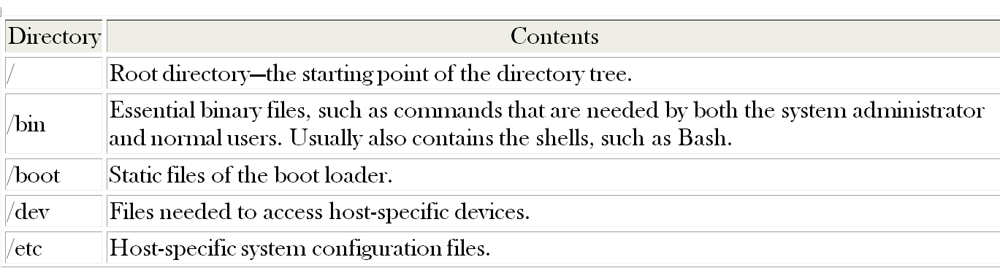 Directory Contents
/ Root directory—the starting point of the directory tree.
/bin Essential binary files, such as commands that are needed by both the system administrator
and normal users. Usually also contains the shells, such as Bash.
/boot Static files of the boot loader.
/dev Files needed to access host-specific devices.
/etc Host-specific system configuration files.